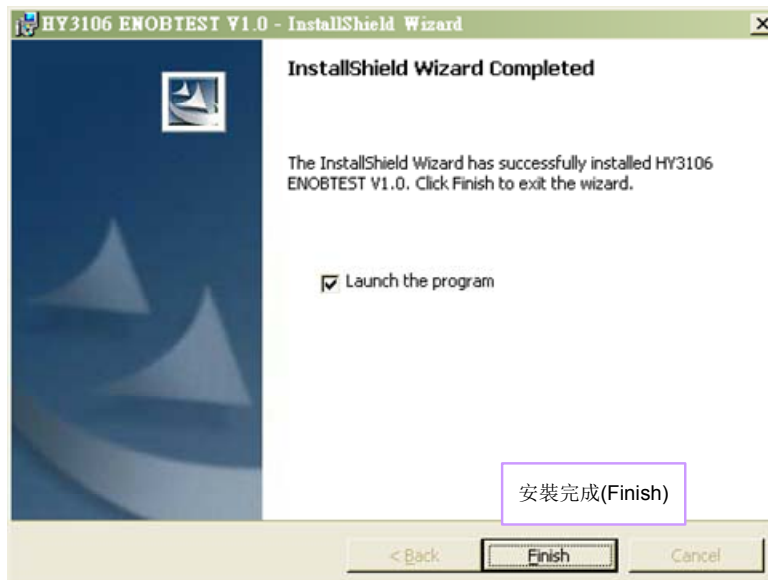 HY3106 ENOBTEST V1.0 - InstallShield Wizard
InstallShield Wizard Completed
The InstallShield Wizard has successfully installed HY3106
ENOBTEST V1.0. Click Finish to exit the wizard.
Launch the program
安裝完成(Finish)
< Back
Finish
Cancel